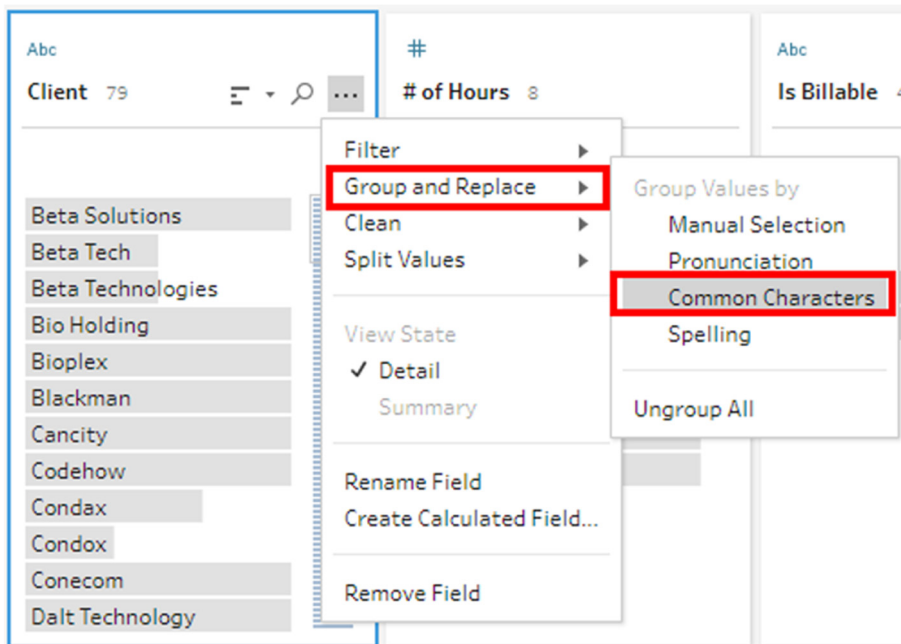 Abc
Client 79
# of Hours 8
Abc
Is Billable
Beta Solutions
Beta Tech
Beta Technologies
Bio Holding
Bioplex
Blackman
Cancity
Codehow
Condax
Condox
Conecom
Dalt Technology
Filter
Group and Replace
Clean
Split Values
View State
✓ Detail
Summary
Rename Field
Create Calculated Field...
Remove Field
Group Values by
Manual Selection
Pronunciation
Common Characters
Spelling
Ungroup All